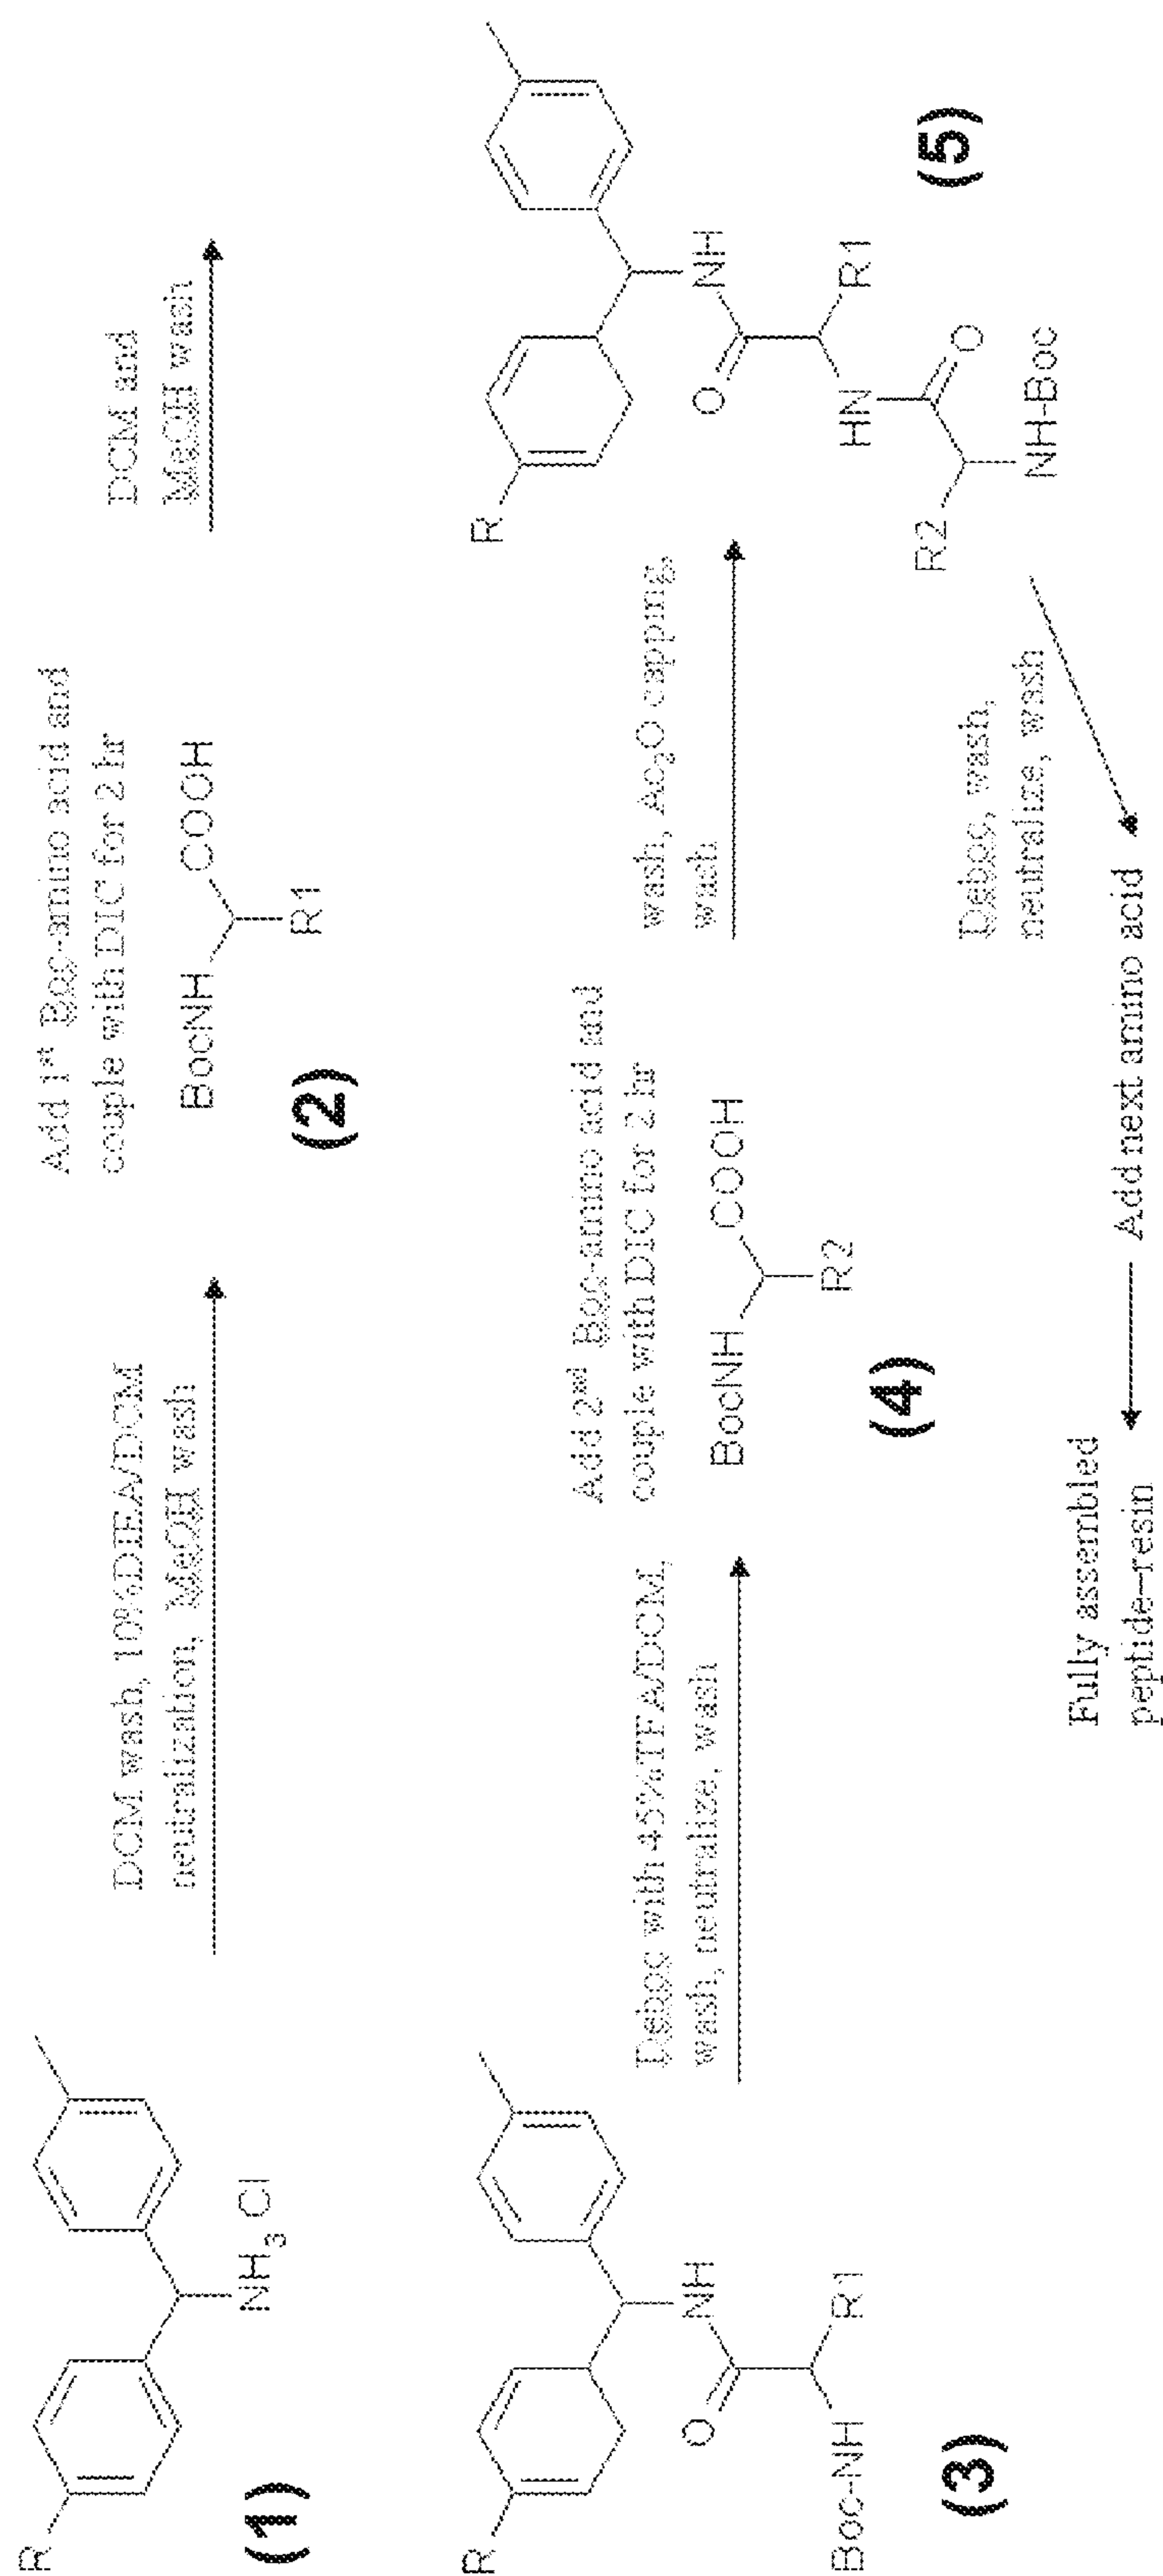 R
NH3 Cl
(1)
DCM wash, 10%DIEA/DCM
neutralization, MeOH wash
Add 1st Boc-amino acid and
couple with DIC for 2 hr
BocNH
COOH
R1
(2)
DCM and
MeOH wash
R
NH
O
R1
Boc-NH
(3)
Deboc with 45%TFA/DCM,
wash, neutralize, wash
Add 2nd Boc-amino acid and
couple with DIC for 2 hr
BocNH
COOH
R2
(4)
wash, Ac2O capping,
wash
R
NH
O
R1
HN
O
R2
NH-Boc
(5)
Deboc, wash,
neutralize, wash
Add next amino acid
Fully assembled
peptide-resin